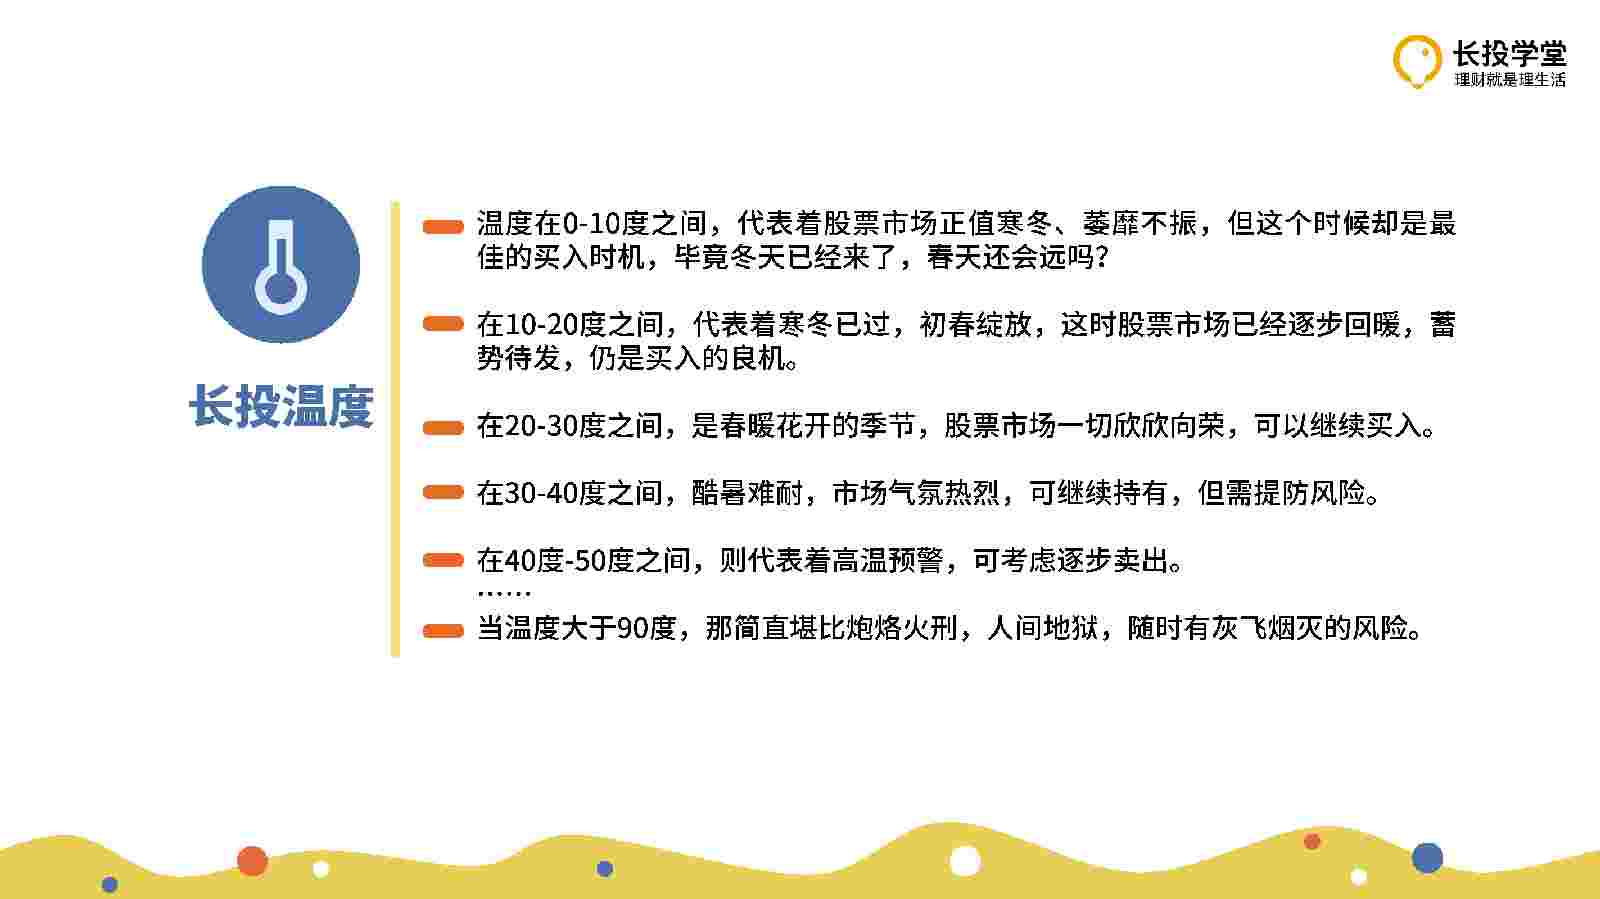 长投学堂
理财就是理生活
温度在0-10度之间，代表着股票市场正值寒冬、萎靡不振，但这个时候却是最
佳的买入时机，毕竟冬天已经来了，春天还会远吗？
在10-20度之间，代表着寒冬已过，初春绽放，这时股票市场已经逐步回暖，蓄
势待发，仍是买入的良机。
长投温度
在20-30度之间，是春暖花开的季节，股票市场一切欣欣向荣，可以继续买入。
在30-40度之间，酷暑难耐，市场气氛热烈，可继续持有，但需提防风险。
在40度-50度之间，则代表着高温预警，可考虑逐步卖出。
……
当温度大于90度，那简直堪比炮烙火刑，人间地狱，随时有灰飞烟灭的风险。